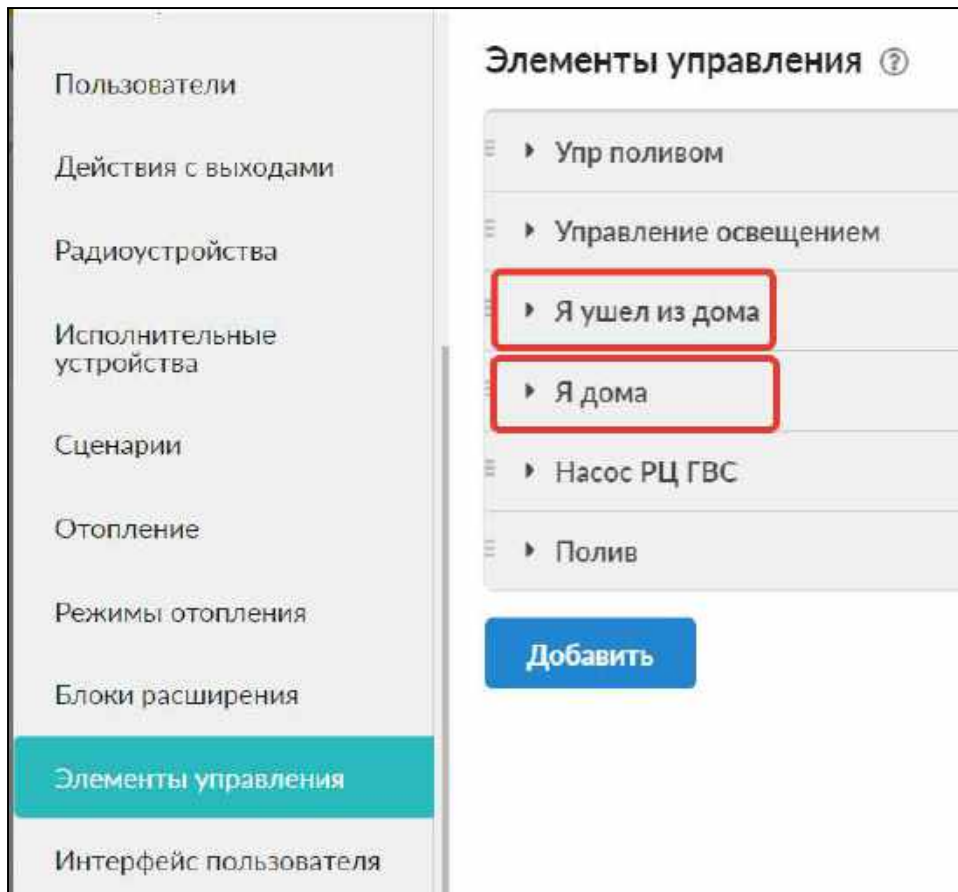 Пользователи
Действия с выходами
Радиоустройства
Исполнительные
устройства
Сценарии
Отопление
Режимы отопления
Блоки расширения
Элементы управления
Интерфейс пользователя
Элементы управления ?
Упр поливом
Управление освещением
Я ушел из дома
Я дома
Насос РЦ ГВС
Полив
Добавить